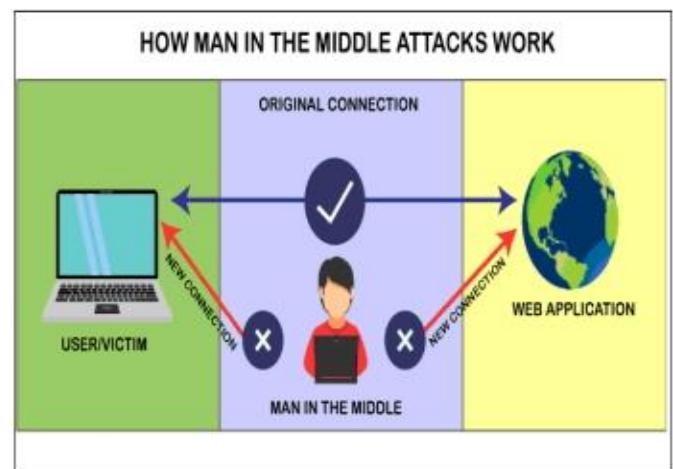 HOW MAN IN THE MIDDLE ATTACKS WORK
ORIGINAL CONNECTION
NEW CONNECTION
NEW CONNECTION
USER/VICTIM
WEB APPLICATION
MAN IN THE MIDDLE